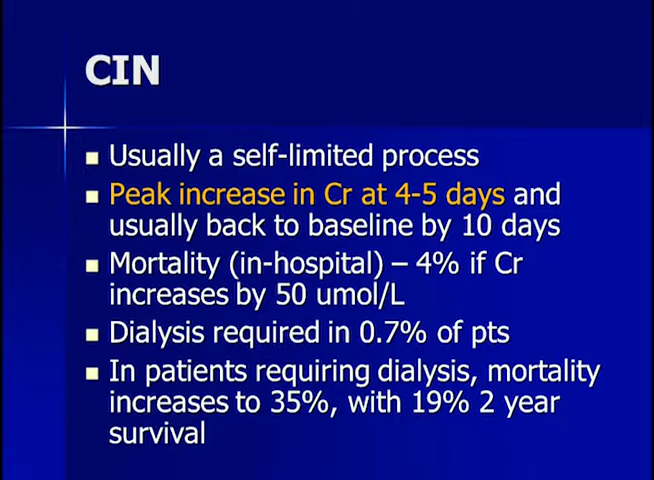 CIN
Usually a self-limited process
Peak increase in Cr at 4-5 days and
usually back to baseline by 10 days
Mortality (in-hospital) – 4% if Cr
increases by 50 umol/L
Dialysis required in 0.7% of pts
In patients requiring dialysis, mortality
increases to 35%, with 19% 2 year
survival